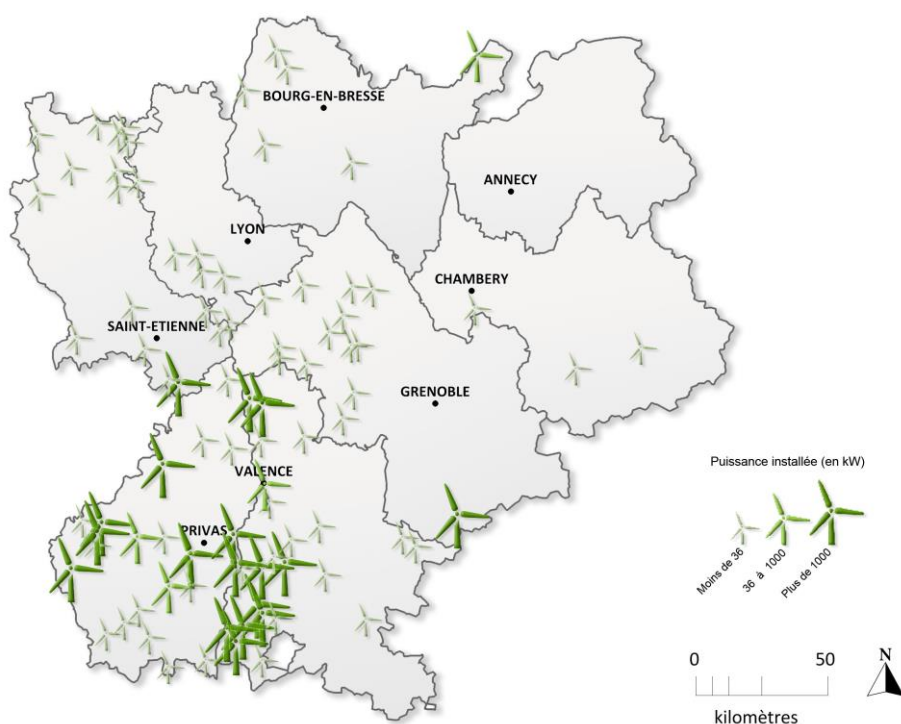 BOURG-EN-BRESSE
ANNECY
LYON
CHAMBERY
SAINT-ETIENNE
GRENOBLE
VALENCE
PRIVAS
Puissance installée (en kW)
Moins de 36
36 à 1000
Plus de 1000
0 50
kilomètres
N